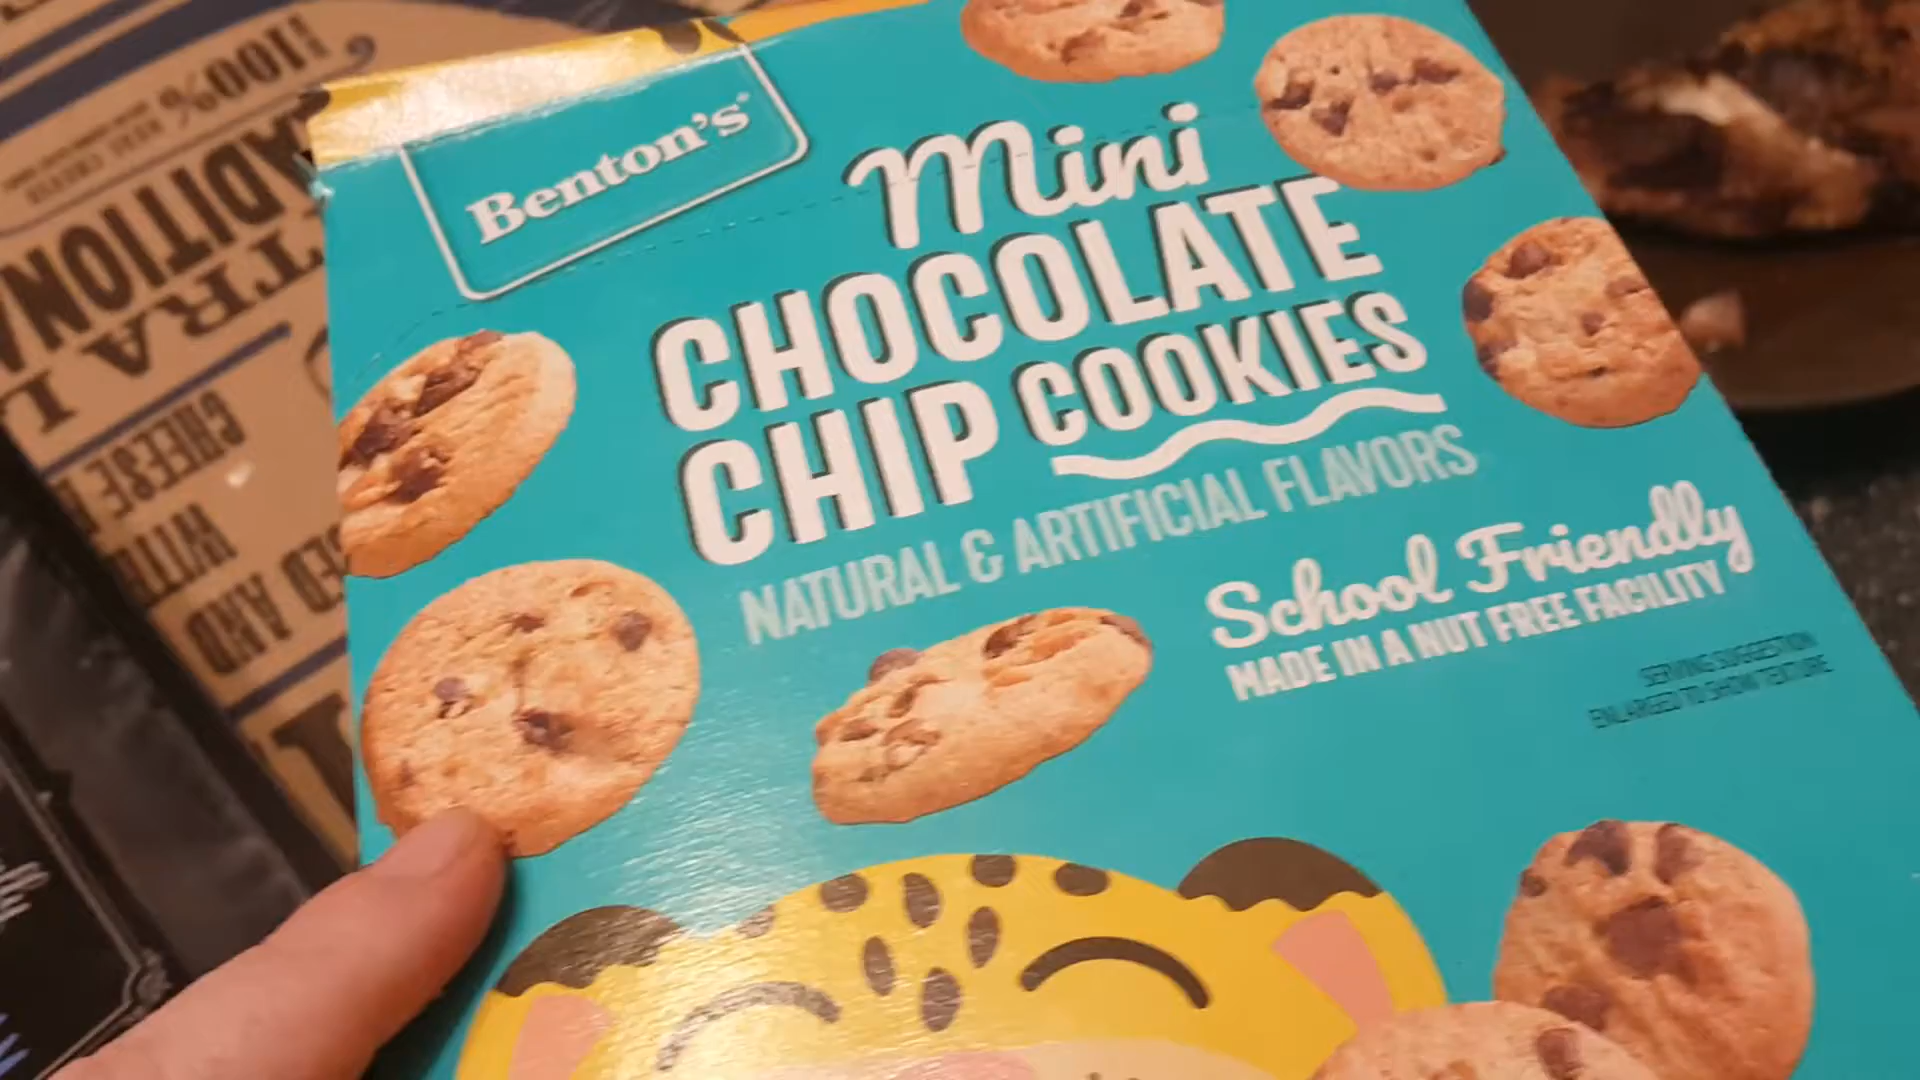 Benton's
Mini
CHOCOLATE
CHIP COOKIES
NATURAL & ARTIFICIAL FLAVORS
School Friendly
MADE IN A NUT FREE FACILITY
SERVING SUGGESTION
ENLARGED TO SHOW TEXTURE
100%
CHEESE
WITH
AND